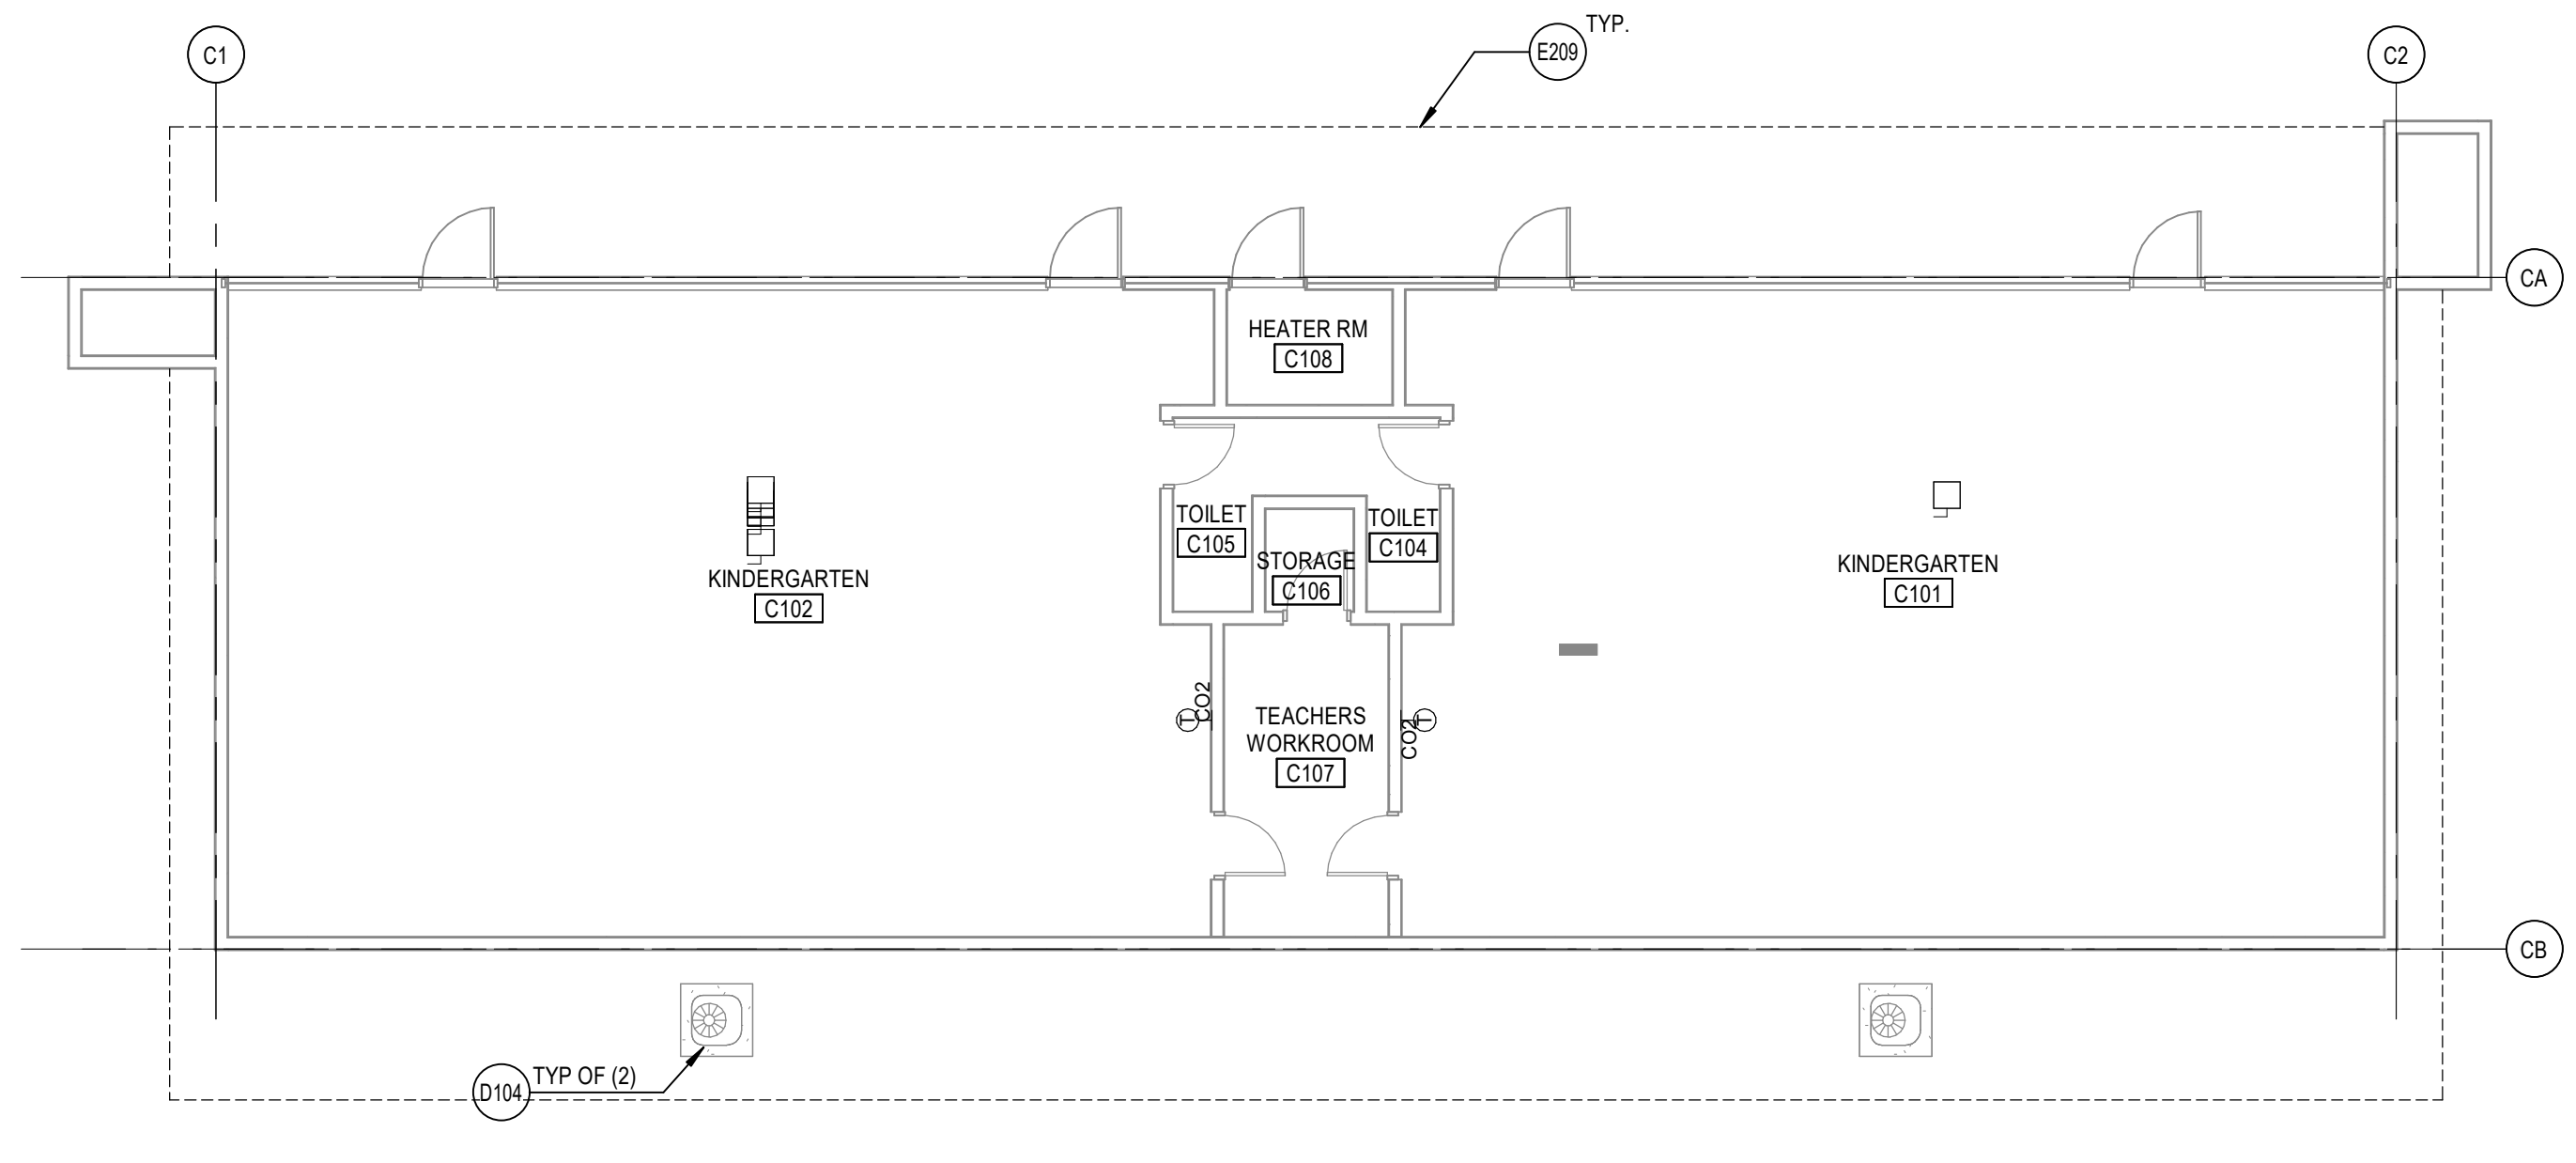 C1
E209
TYP.
C2
CA
HEATER RM
C108
TOILET
C105
TOILET
C104
STORAGE
C106
KINDERGARTEN
C102
KINDERGARTEN
C101
T
CO2
TEACHERS
WORKROOM
C107
CO2
T
CB
D104
TYP OF (2)